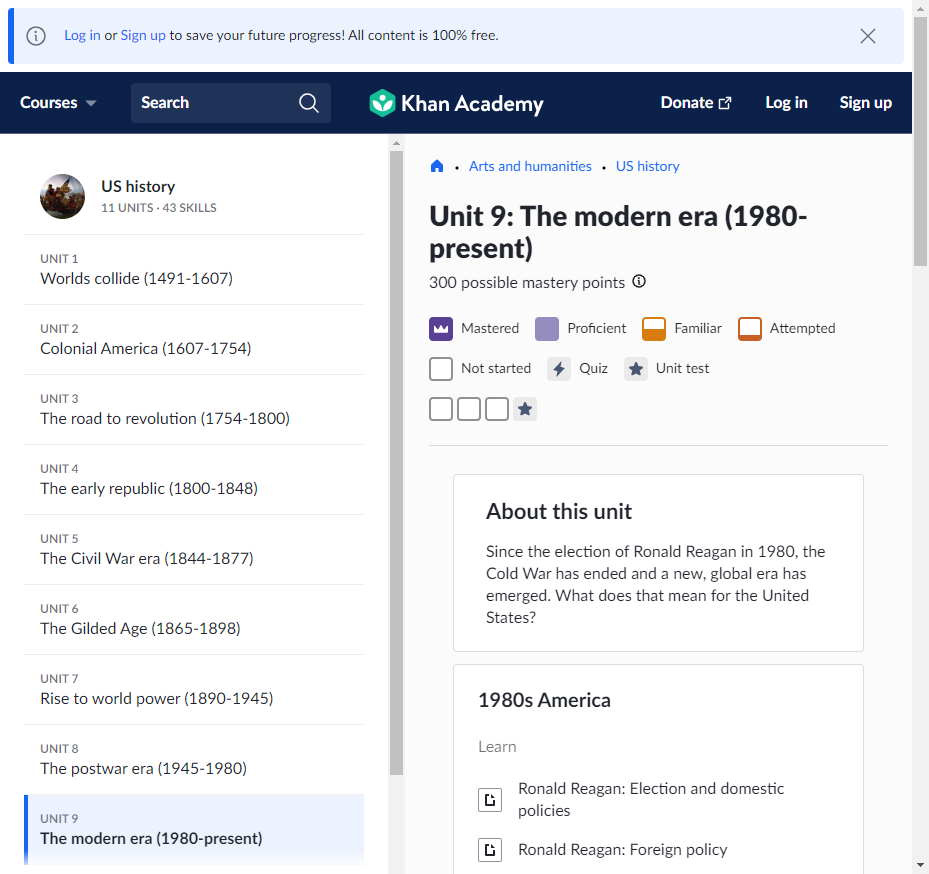 Log in or Sign up to save your future progress! All content is 100% free.
Courses
Search
Khan Academy
Donate
Log in
Sign up
US history
11 UNITS · 43 SKILLS
UNIT 1
Worlds collide (1491-1607)
UNIT 2
Colonial America (1607-1754)
UNIT 3
The road to revolution (1754-1800)
UNIT 4
The early republic (1800-1848)
UNIT 5
The Civil War era (1844-1877)
UNIT 6
The Gilded Age (1865-1898)
UNIT 7
Rise to world power (1890-1945)
UNIT 8
The postwar era (1945-1980)
UNIT 9
The modern era (1980-present)
Arts and humanities • US history
Unit 9: The modern era (1980-
present)
300 possible mastery points
Mastered
Proficient
Familiar
Attempted
Not started
Quiz
Unit test
About this unit
Since the election of Ronald Reagan in 1980, the
Cold War has ended and a new, global era has
emerged. What does that mean for the United
States?
1980s America
Learn
Ronald Reagan: Election and domestic
policies
Ronald Reagan: Foreign policy